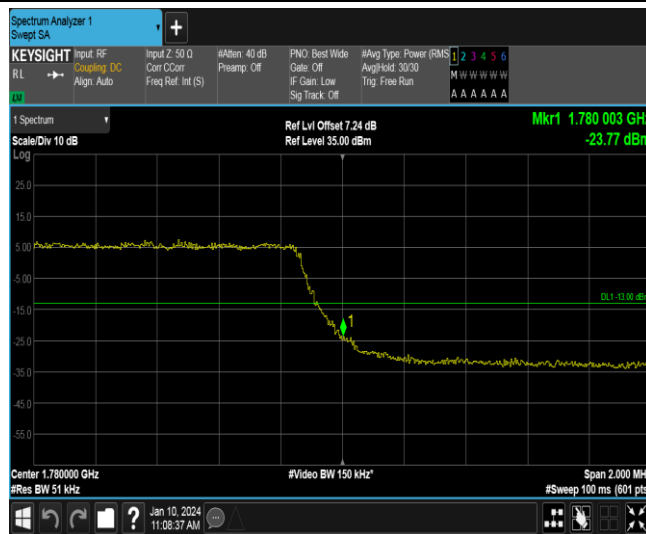 Spectrum Analyzer 1
Swept SA
+
KEYSIGHT
RL
Input: RF
Coupling: DC
Align: Auto
Input Z: 50 Ω
Corr CCorr
Freq Ref: Int (S)
#Atten: 40 dB
Preamp: Off
PNO: Best Wide
Gate: Off
IF Gain: Low
Sig Track: Off
#Avg Type: Power (RMS
Avg|Hold: 30/30
Trig: Free Run
1 2 3 4 5 6
M W W W W W
A A A A A A
1 Spectrum
Scale/Div 10 dB
Log
Ref Lvl Offset 7.24 dB
Ref Level 35.00 dBm
Mkr1 1.780 003 GHz
-23.77 dBm
25.0
15.0
5.00
-5.00
-15.0
-25.0
-35.0
-45.0
-55.0
DL1 -13.00 dBm
1
Center 1.780000 GHz
#Res BW 51 kHz
#Video BW 150 kHz*
Span 2.000 MH
#Sweep 100 ms (601 pts
?
Jan 10, 2024
11:08:37 AM